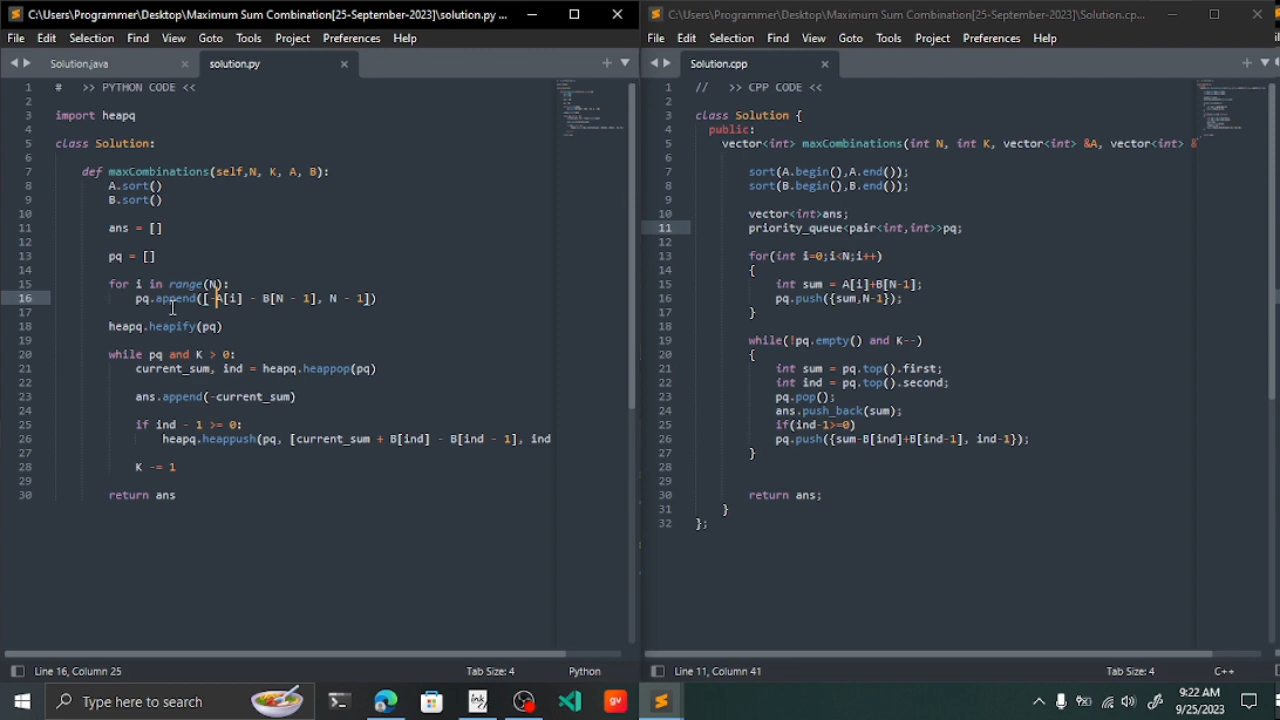 C:\Users\Programmer\Desktop\Maximum Sum Combination[25-September-2023]\solution.py ...
File Edit Selection Find View Goto Tools Project Preferences Help
Solution.java
solution.py
1 # >> PYTHON CODE <<
2
3 import heapq
4
5 class Solution:
6
7 def maxCombinations(self,N, K, A, B):
8 A.sort()
9 B.sort()
10
11 ans = []
12
13 pq = []
14
15 for i in range(N):
16 pq.append([-A[i] - B[N - 1], N - 1])
17
18 heapq.heapify(pq)
19
20 while pq and K > 0:
21 current_sum, ind = heapq.heappop(pq)
22
23 ans.append(-current_sum)
24
25 if ind - 1 >= 0:
26 heapq.heappush(pq, [current_sum + B[ind] - B[ind - 1], ind
27
28 K -= 1
29
30 return ans
Line 16, Column 25
Tab Size: 4
Python
C:\Users\Programmer\Desktop\Maximum Sum Combination[25-September-2023]\Solution.cp...
File Edit Selection Find View Goto Tools Project Preferences Help
Solution.cpp
1 // >> CPP CODE <<
2
3 class Solution {
4 public:
5 vector<int> maxCombinations(int N, int K, vector<int> &A, vector<int> &
6
7 sort(A.begin(),A.end());
8 sort(B.begin(),B.end());
9
10 vector<int>ans;
11 priority_queue<pair<int,int>>pq;
12
13 for(int i=0;i<N;i++)
14 {
15 int sum = A[i]+B[N-1];
16 pq.push({sum,N-1});
17 }
18
19 while(!pq.empty() and K--)
20 {
21 int sum = pq.top().first;
22 int ind = pq.top().second;
23 pq.pop();
24 ans.push_back(sum);
25 if(ind-1>=0)
26 pq.push({sum-B[ind]+B[ind-1], ind-1});
27 }
28
29
30 return ans;
31 }
32 };
Line 11, Column 41
Tab Size: 4
C++
Type here to search
ink
gv
9:22 AM
9/25/2023